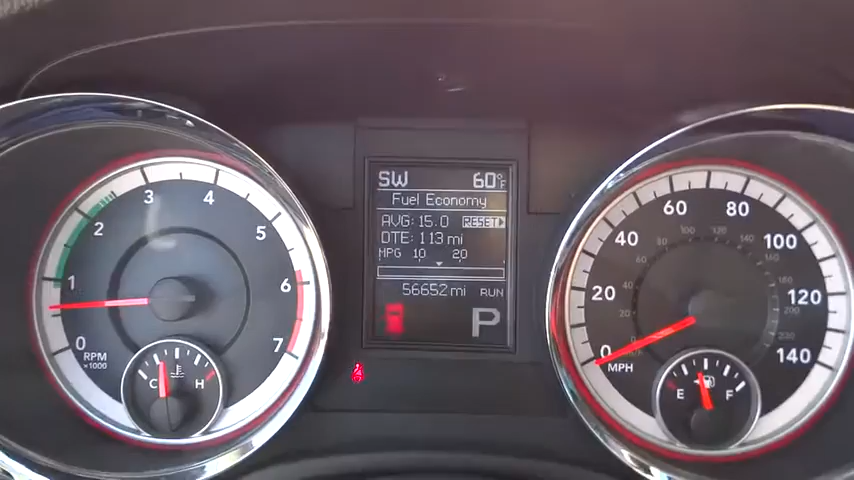 0 1 2 3 4 5 6 7
RPM
×1000
C H
SW 60°F
Fuel Economy
AVG: 15.0 RESET
DTE: 113 mi
MPG 10 20
56652 mi RUN
P
0 20 40 60 80 100 120 140
MPH
E F